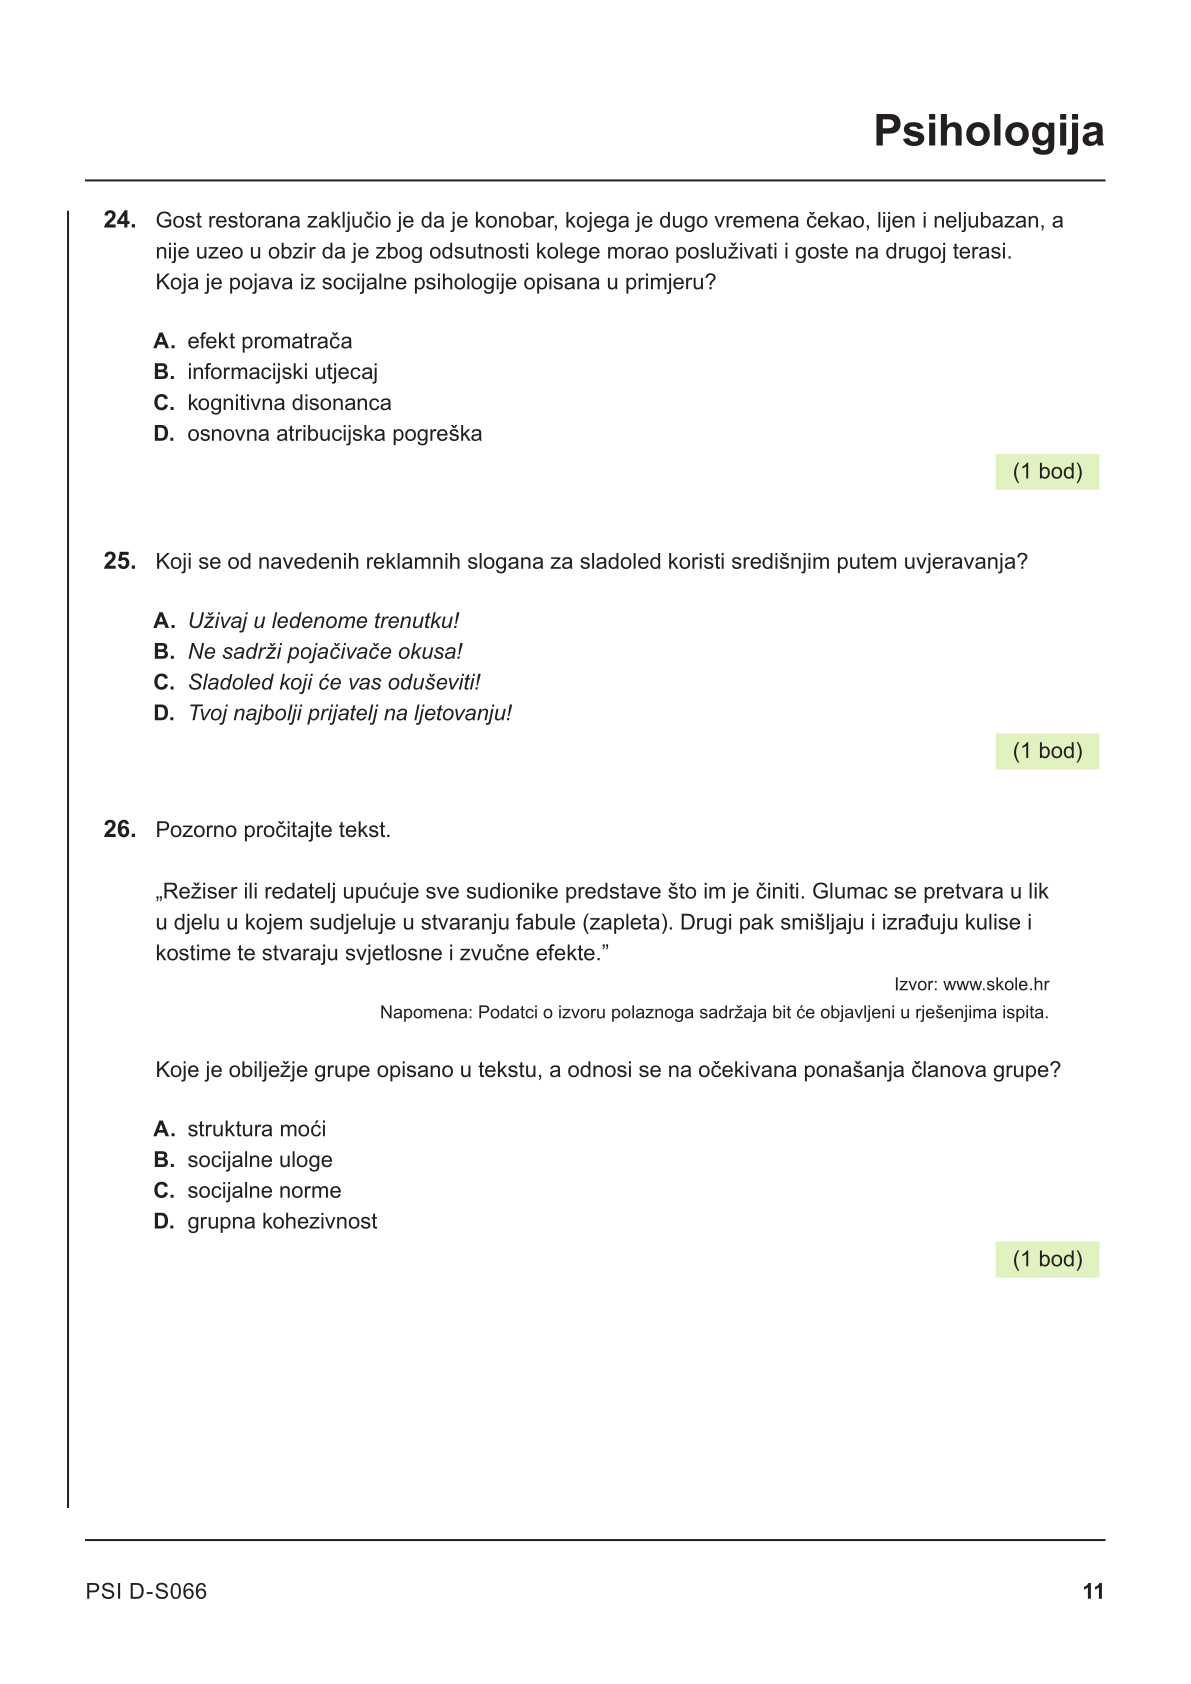 Psihologija
24. Gost restorana zaključio je da je konobar, kojega je dugo vremena čekao, lijen i neljubazan, a
nije uzeo u obzir da je zbog odsutnosti kolege morao posluživati i goste na drugoj terasi.
Koja je pojava iz socijalne psihologije opisana u primjeru?
A. efekt promatrača
B. informacijski utjecaj
C. kognitivna disonanca
D. osnovna atribucijska pogreška
(1 bod)
25. Koji se od navedenih reklamnih slogana za sladoled koristi središnjim putem uvjeravanja?
A. Uživaj u ledenome trenutku!
B. Ne sadrži pojačivače okusa!
C. Sladoled koji će vas oduševiti!
D. Tvoj najbolji prijatelj na ljetovanju!
(1 bod)
26. Pozorno pročitajte tekst.
„Režiser ili redatelj upućuje sve sudionike predstave što im je činiti. Glumac se pretvara u lik
u djelu u kojem sudjeluje u stvaranju fabule (zapleta). Drugi pak smišljaju i izrađuju kulise i
kostime te stvaraju svjetlosne i zvučne efekte.”
Izvor: www.skole.hr
Napomena: Podatci o izvoru polaznoga sadržaja bit će objavljeni u rješenjima ispita.
Koje je obilježje grupe opisano u tekstu, a odnosi se na očekivana ponašanja članova grupe?
A. struktura moći
B. socijalne uloge
C. socijalne norme
D. grupna kohezivnost
(1 bod)
PSI D-S066
11